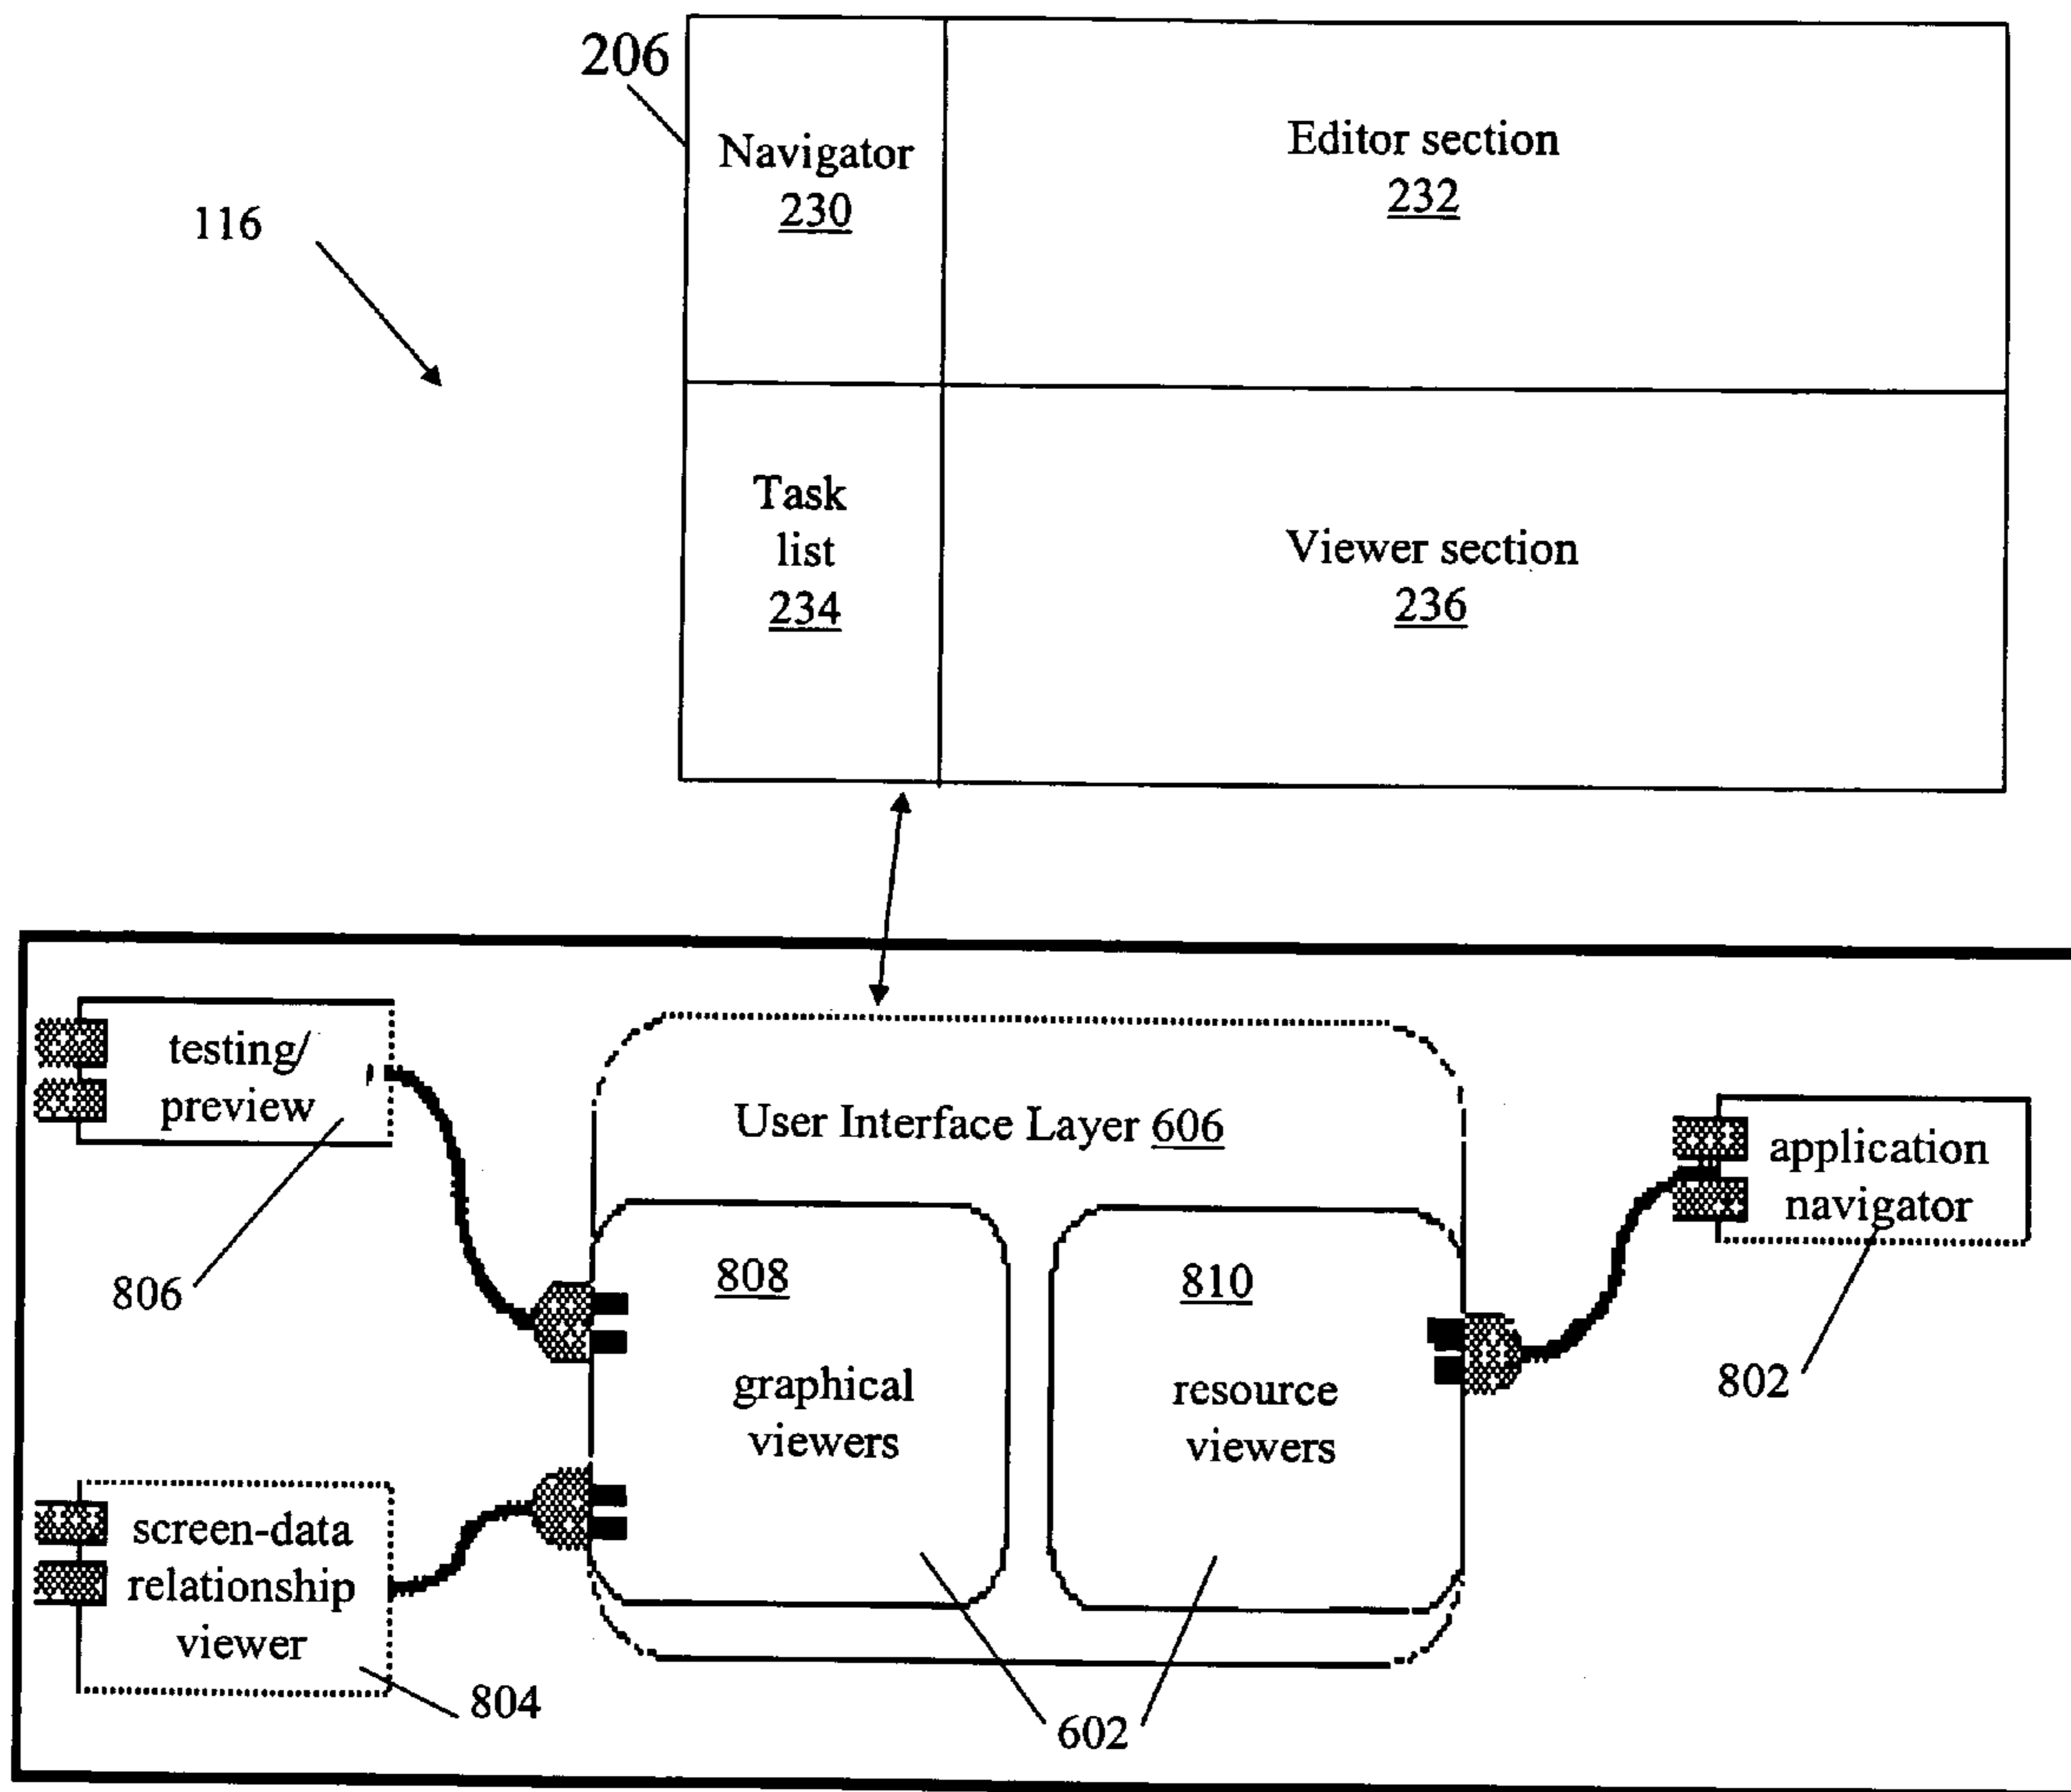 206
Navigator
230
Editor section
232
116
Task
list
234
Viewer section
236
testing/
preview
806
User Interface Layer 606
application
navigator
802
808
graphical
viewers
810
resource
viewers
screen-data
relationship
viewer
804
602